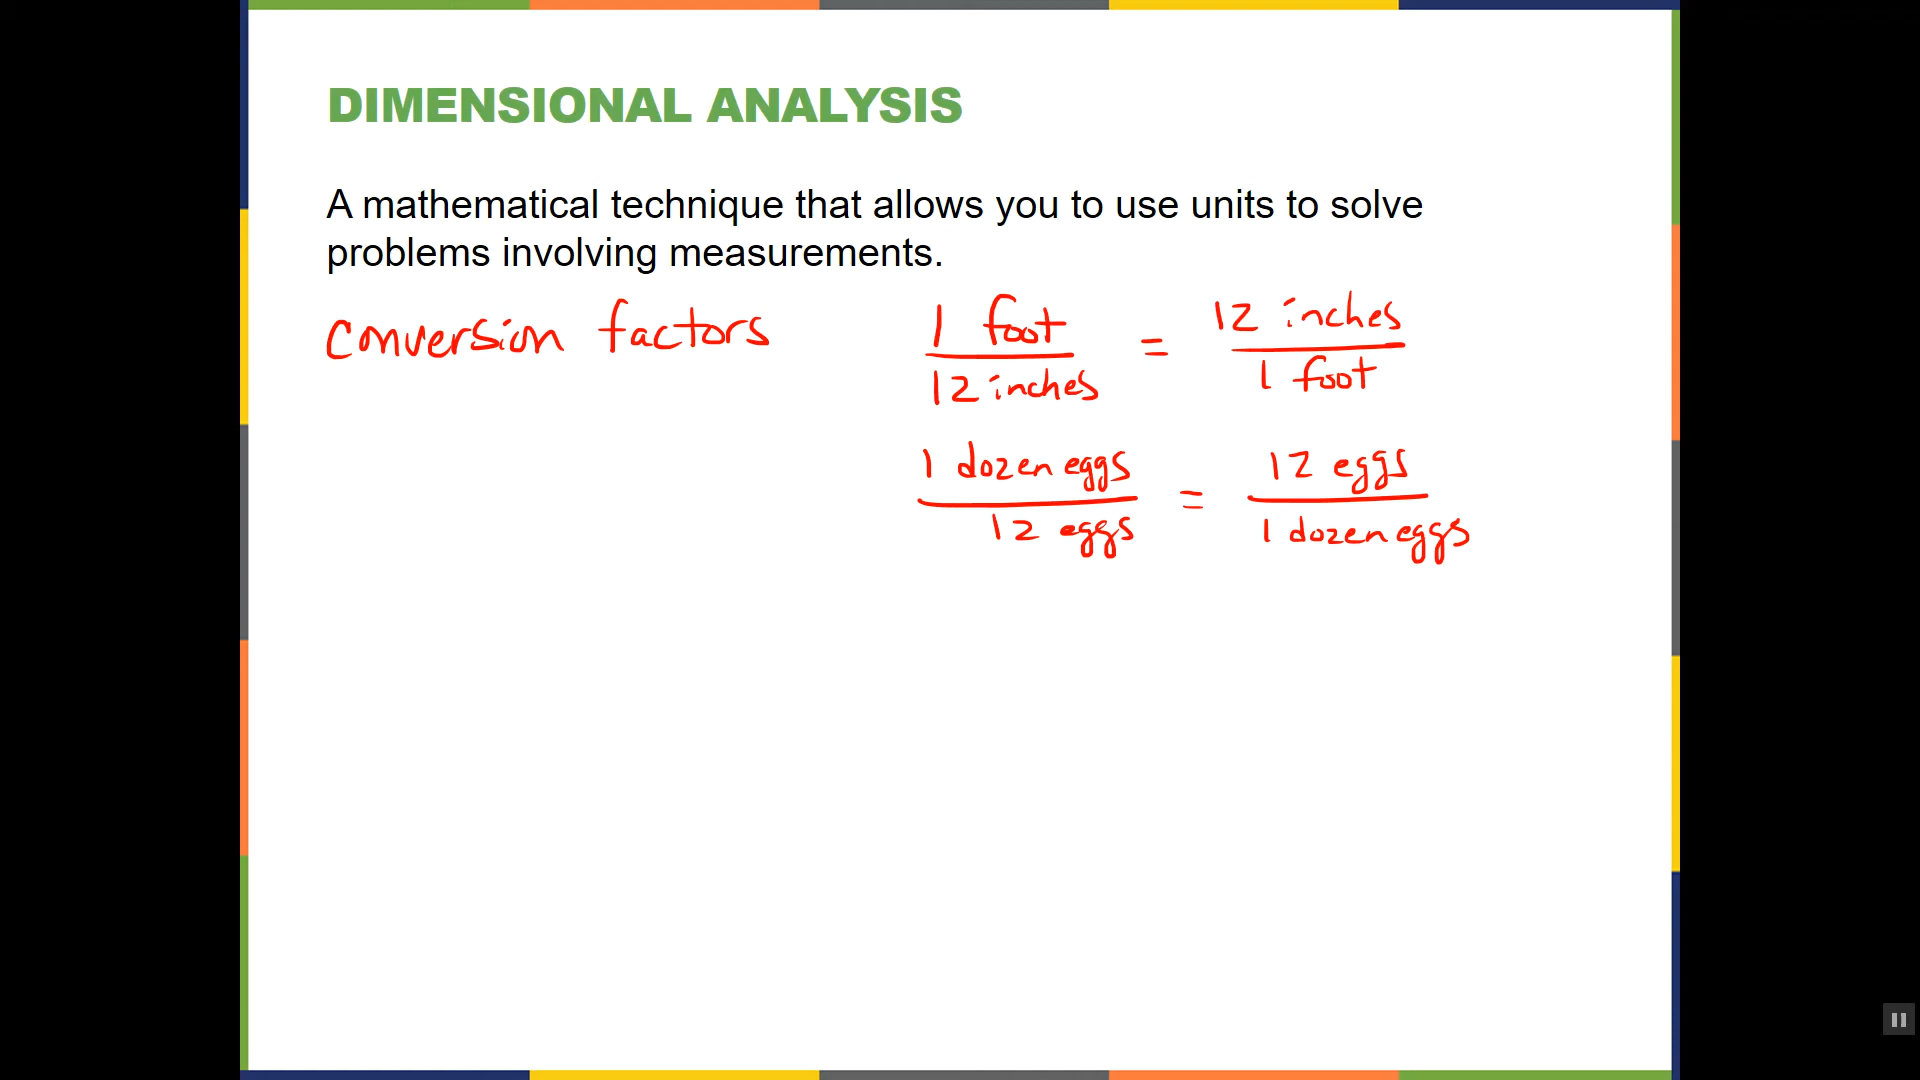 DIMENSIONAL ANALYSIS
A mathematical technique that allows you to use units to solve
problems involving measurements.
conversion factors
1 foot
12 inches
=
12 inches
1 foot
1 dozen eggs
12 eggs
=
12 eggs
1 dozen eggs